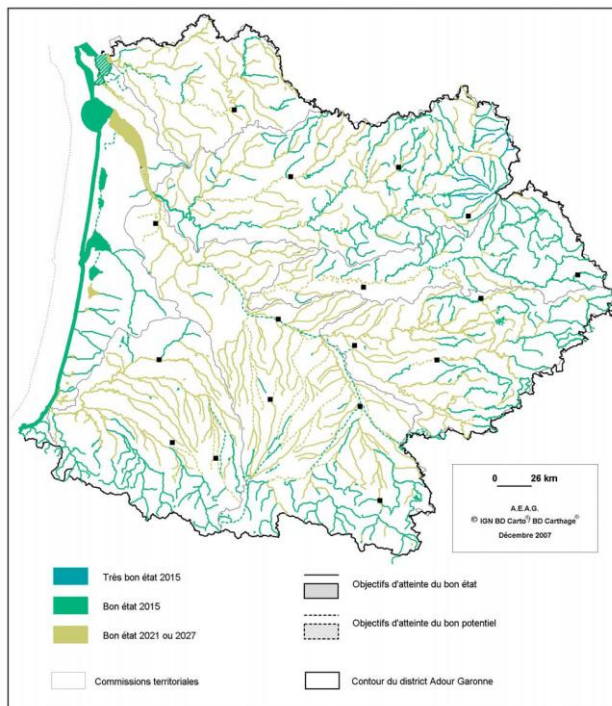 0 26 km
A.E.A.G.
© IGN BD Carto®/ BD Carthage®
Décembre 2007
Très bon état 2015
Bon état 2015
Bon état 2021 ou 2027
Commissions territoriales
Objectifs d'atteinte du bon état
Objectifs d'atteinte du bon potentiel
Contour du district Adour Garonne